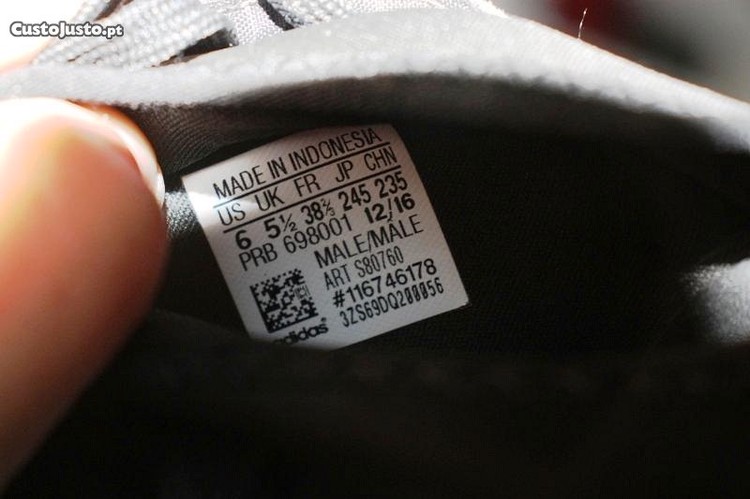 CustoJusto.pt
MADE IN INDONESIA
US UK FR JP CHN
6 5½ 38⅔ 245 235
PRB 698001 12/16
MALE/MALE
ART S80760
#116746178
3ZS69DQ200056
adidas